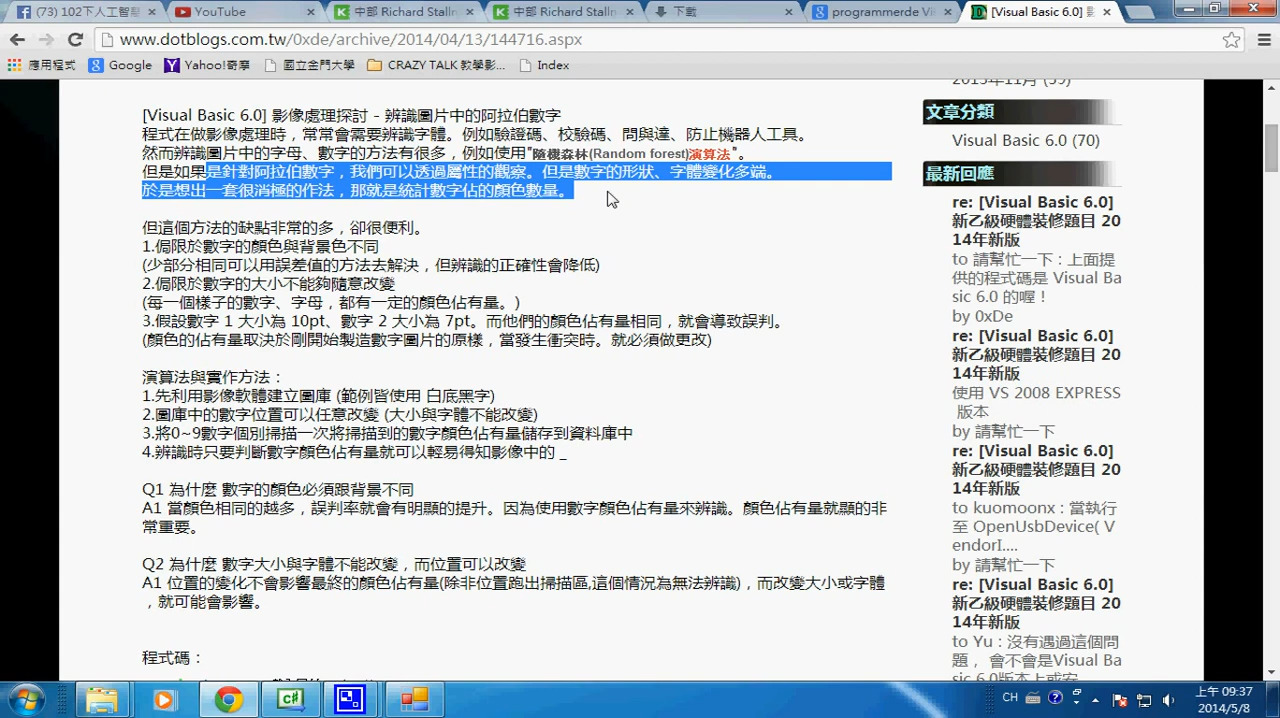 (73) 102下人工智慧
YouTube
中部 Richard Stalln
中部 Richard Stalln
下載
programmerde Vi
[Visual Basic 6.0] 影
www.dotblogs.com.tw/0xde/archive/2014/04/13/144716.aspx
應用程式
Google
Yahoo!奇摩
國立金門大學
CRAZY TALK 教學影...
Index
[Visual Basic 6.0] 影像處理探討 - 辨識圖片中的阿拉伯數字
程式在做影像處理時，常常會需要辨識字體。例如驗證碼、校驗碼、問與達、防止機器人工具。
然而辨識圖片中的字母、數字的方法有很多，例如使用"隨機森林(Random forest)演算法"。
但是如果是針對阿拉伯數字，我們可以透過屬性的觀察。但是數字的形狀、字體變化多端。
於是想出一套很消極的作法，那就是統計數字佔的顏色數量。
但這個方法的缺點非常的多，卻很便利。
1.侷限於數字的顏色與背景色不同
(少部分相同可以用誤差值的方法去解決，但辨識的正確性會降低)
2.侷限於數字的大小不能夠隨意改變
(每一個樣子的數字、字母，都有一定的顏色佔有量。)
3.假設數字 1 大小為 10pt、數字 2 大小為 7pt。而他們的顏色佔有量相同，就會導致誤判。
(顏色的佔有量取決於剛開始製造數字圖片的原樣，當發生衝突時。就必須做更改)
演算法與實作方法：
1.先利用影像軟體建立圖庫 (範例皆使用 白底黑字)
2.圖庫中的數字位置可以任意改變 (大小與字體不能改變)
3.將0~9數字個別掃描一次將掃描到的數字顏色佔有量儲存到資料庫中
4.辨識時只要判斷數字顏色佔有量就可以輕易得知影像中的 _
Q1 為什麼 數字的顏色必須跟背景不同
A1 當顏色相同的越多，誤判率就會有明顯的提升。因為使用數字顏色佔有量來辨識。顏色佔有量就顯的非
常重要。
Q2 為什麼 數字大小與字體不能改變，而位置可以改變
A1 位置的變化不會影響最終的顏色佔有量(除非位置跑出掃描區,這個情況為無法辨識)，而改變大小或字體
，就可能會影響。
程式碼：
2013年11月 (39)
文章分類
Visual Basic 6.0 (70)
最新回應
re: [Visual Basic 6.0]
新乙級硬體裝修題目 20
14年新版
to 請幫忙一下：上面提
供的程式碼是 Visual Ba
sic 6.0 的喔！
by 0xDe
re: [Visual Basic 6.0]
新乙級硬體裝修題目 20
14年新版
使用 VS 2008 EXPRESS
版本
by 請幫忙一下
re: [Visual Basic 6.0]
新乙級硬體裝修題目 20
14年新版
to kuomoonx：當執行
至 OpenUsbDevice( V
endorI....
by 請幫忙一下
re: [Visual Basic 6.0]
新乙級硬體裝修題目 20
14年新版
to Yu：沒有遇過這個問
題， 會不會是Visual Ba
sic 6.0版本上或安
CH
上午 09:37
2014/5/8